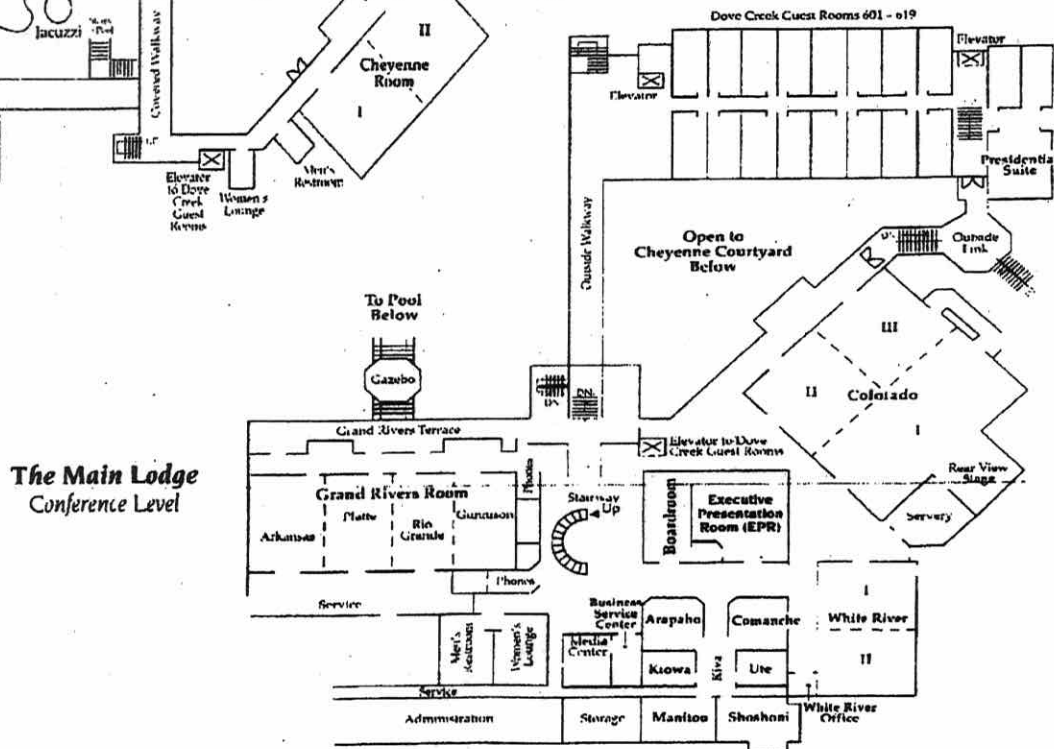 Dove Creek Guest Rooms 601 - 619
Jacuzzi
Pool
Covered Walkway
II
Cheyenne
Room
I
UP
Elevator
to Dove
Creek
Guest
Rooms
Women's
Lounge
Men's
Restroom
Elevator
Elevator
Presidential
Suite
Outside Walkway
Open to
Cheyenne Courtyard
Below
DN
Outside
Link
To Pool
Below
Gazebo
DN
DN
III
II
Colorado
I
Rear View
Stage
Servery
Grand Rivers Terrace
Elevator to Dove
Creek Guest Rooms
The Main Lodge
Conference Level
Grand Rivers Room
Arkansas
Platte
Rio
Grande
Gunnison
Phones
Stairway
Up
Boardroom
Executive
Presentation
Room (EPR)
Phones
Service
Men's
Restroom
Women's
Lounge
Business
Service
Center
Media
Center
Arapaho
Comanche
Kiowa
Kiva
Ute
I
White River
II
Service
White River
Office
Administration
Storage
Manitou
Shoshoni